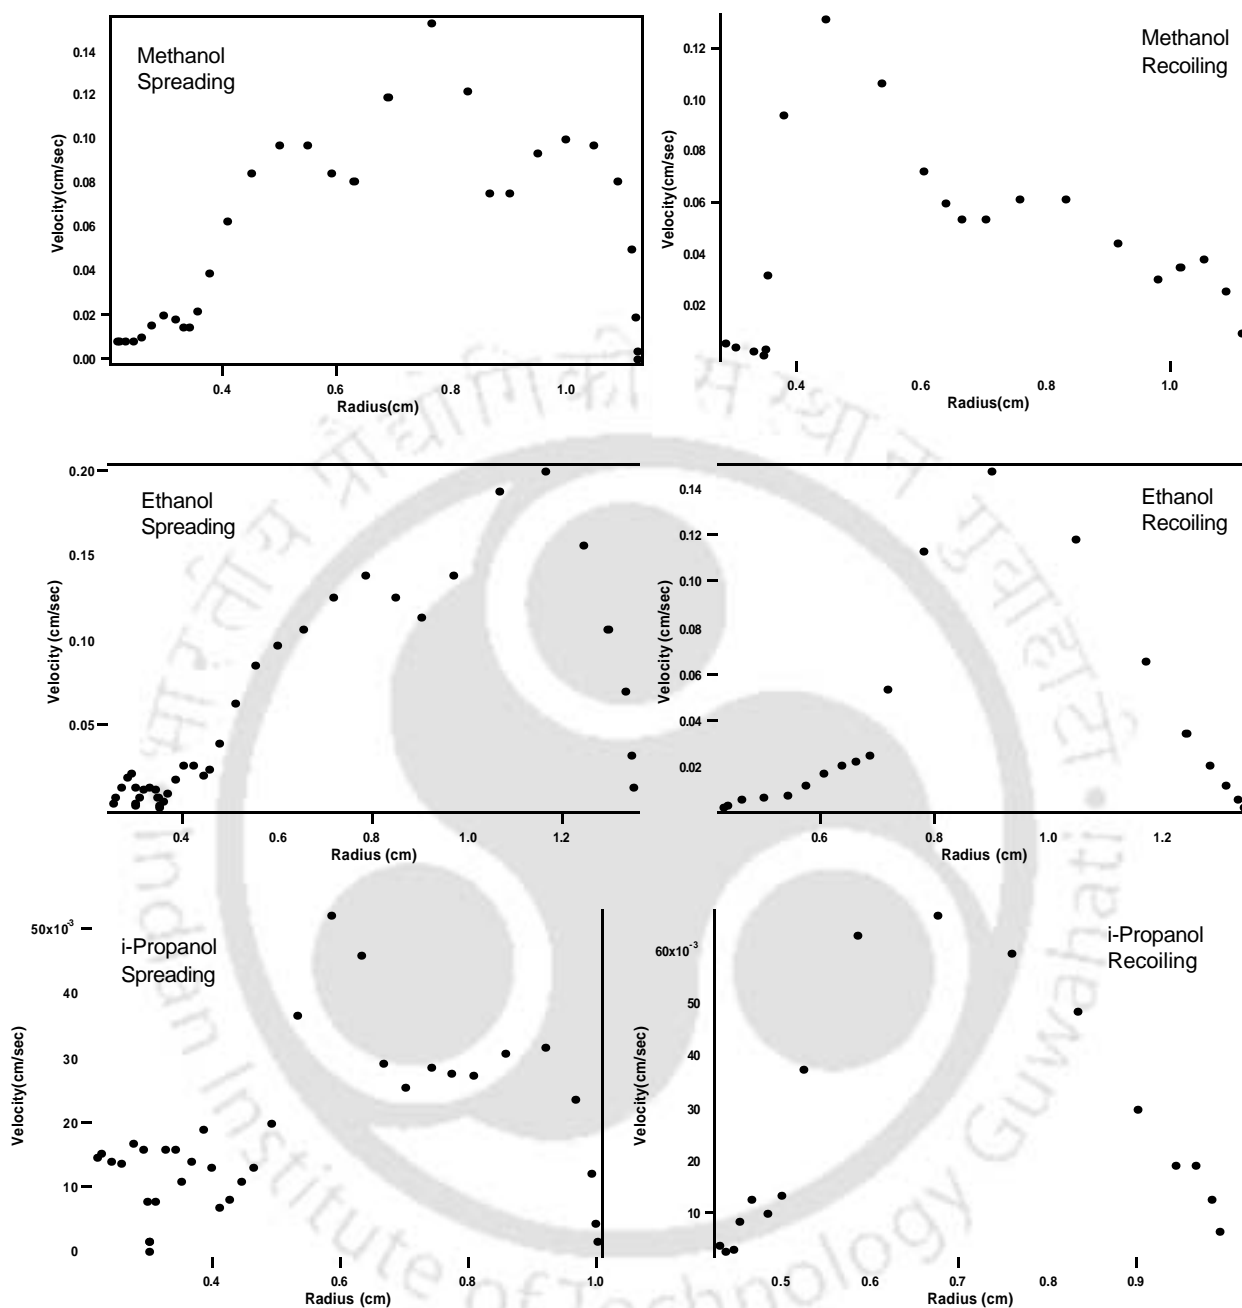 Methanol
Spreading
0.14
0.12
0.10
0.08
0.06
0.04
0.02
0.00
Velocity(cm/sec)
0.4 0.6 0.8 1.0
Radius(cm)
Methanol
Recoiling
0.12
0.10
0.08
0.06
0.04
0.02
Velocity(cm/sec)
0.4 0.6 0.8 1.0
Radius(cm)
Ethanol
Spreading
0.20
0.15
0.10
0.05
Velocity (cm/sec)
0.4 0.6 0.8 1.0 1.2
Radius (cm)
Ethanol
Recoiling
0.14
0.12
0.10
0.08
0.06
0.04
0.02
Velocity(cm/sec)
0.6 0.8 1.0 1.2
Radius (cm)
i-Propanol
Spreading
50x10⁻³
40
30
20
10
0
Velocity(cm/sec)
0.4 0.6 0.8 1.0
Radius (cm)
i-Propanol
Recoiling
60x10⁻³
50
40
30
20
10
Velocity(cm/sec)
0.5 0.6 0.7 0.8 0.9
Radius (cm)
Indian Institute of Technology Guwahati